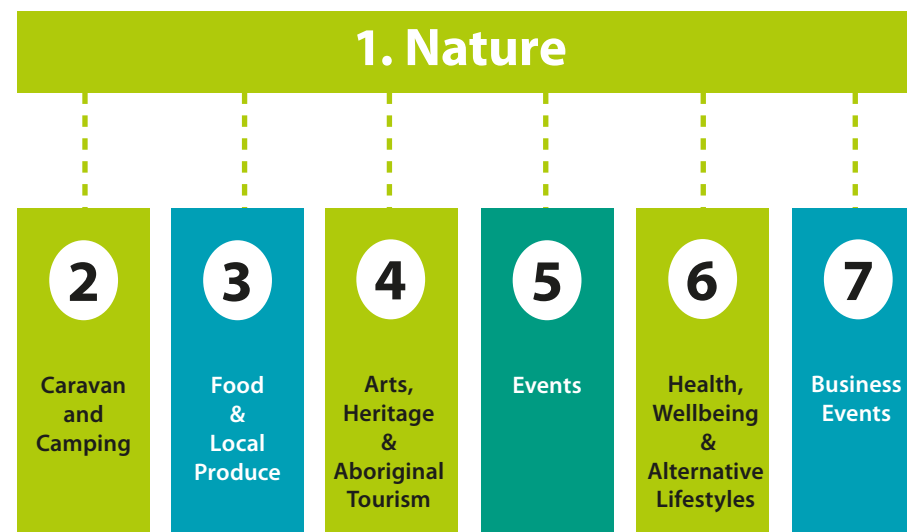 1. Nature
2
Caravan
and
Camping
3
Food
&
Local
Produce
4
Arts,
Heritage
&
Aboriginal
Tourism
5
Events
6
Health,
Wellbeing
&
Alternative
Lifestyles
7
Business
Events